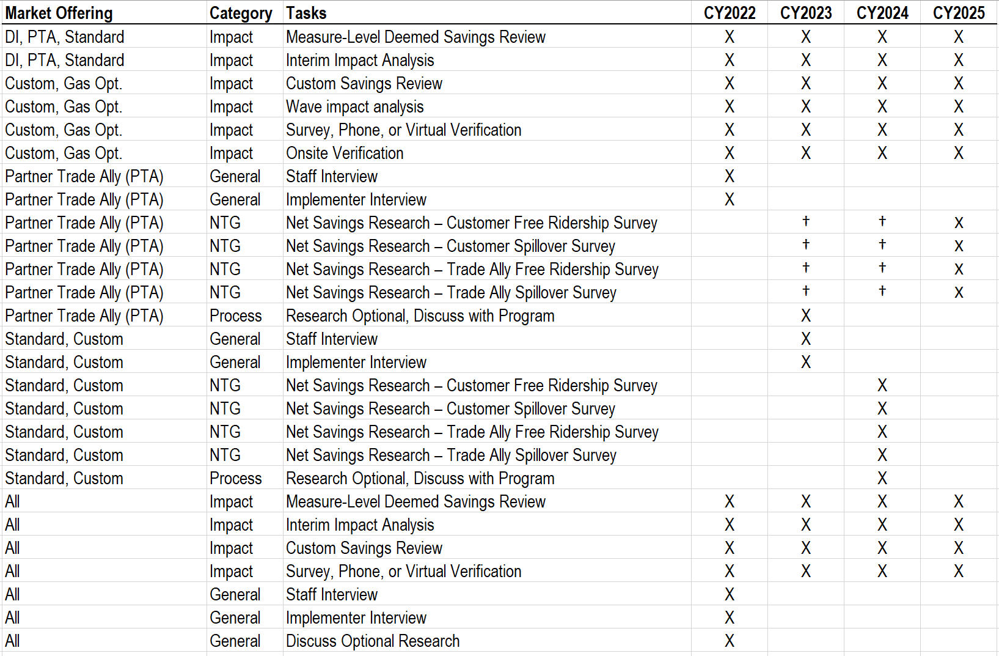 Market Offering Category Tasks CY2022 CY2023 CY2024 CY2025
DI, PTA, Standard Impact Measure-Level Deemed Savings Review X X X X
DI, PTA, Standard Impact Interim Impact Analysis X X X X
Custom, Gas Opt. Impact Custom Savings Review X X X X
Custom, Gas Opt. Impact Wave impact analysis X X X X
Custom, Gas Opt. Impact Survey, Phone, or Virtual Verification X X X X
Custom, Gas Opt. Impact Onsite Verification X X X X
Partner Trade Ally (PTA) General Staff Interview X
Partner Trade Ally (PTA) General Implementer Interview X
Partner Trade Ally (PTA) NTG Net Savings Research – Customer Free Ridership Survey † † X
Partner Trade Ally (PTA) NTG Net Savings Research – Customer Spillover Survey † † X
Partner Trade Ally (PTA) NTG Net Savings Research – Trade Ally Free Ridership Survey † † X
Partner Trade Ally (PTA) NTG Net Savings Research – Trade Ally Spillover Survey † † X
Partner Trade Ally (PTA) Process Research Optional, Discuss with Program X
Standard, Custom General Staff Interview X
Standard, Custom General Implementer Interview X
Standard, Custom NTG Net Savings Research – Customer Free Ridership Survey X
Standard, Custom NTG Net Savings Research – Customer Spillover Survey X
Standard, Custom NTG Net Savings Research – Trade Ally Free Ridership Survey X
Standard, Custom NTG Net Savings Research – Trade Ally Spillover Survey X
Standard, Custom Process Research Optional, Discuss with Program X
All Impact Measure-Level Deemed Savings Review X X X X
All Impact Interim Impact Analysis X X X X
All Impact Custom Savings Review X X X X
All Impact Survey, Phone, or Virtual Verification X X X X
All General Staff Interview X
All General Implementer Interview X
All General Discuss Optional Research X